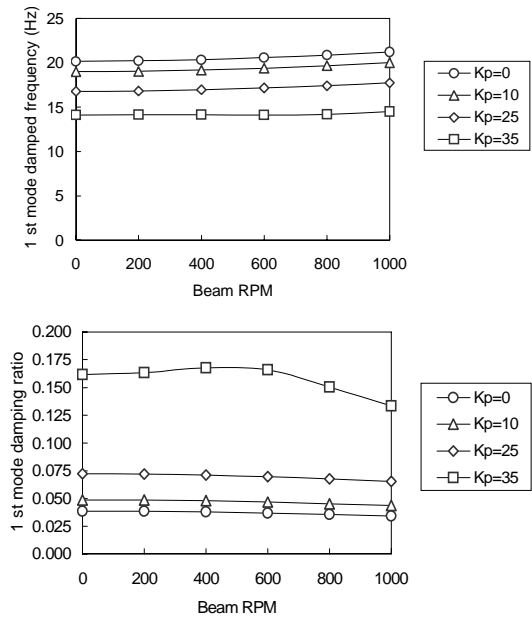 1 st mode damped frequency (Hz)
25
20
15
10
5
0
0 200 400 600 800 1000
Beam RPM
Kp=0
Kp=10
Kp=25
Kp=35
1 st mode damping ratio
0.200
0.175
0.150
0.125
0.100
0.075
0.050
0.025
0.000
0 200 400 600 800 1000
Beam RPM
Kp=0
Kp=10
Kp=25
Kp=35